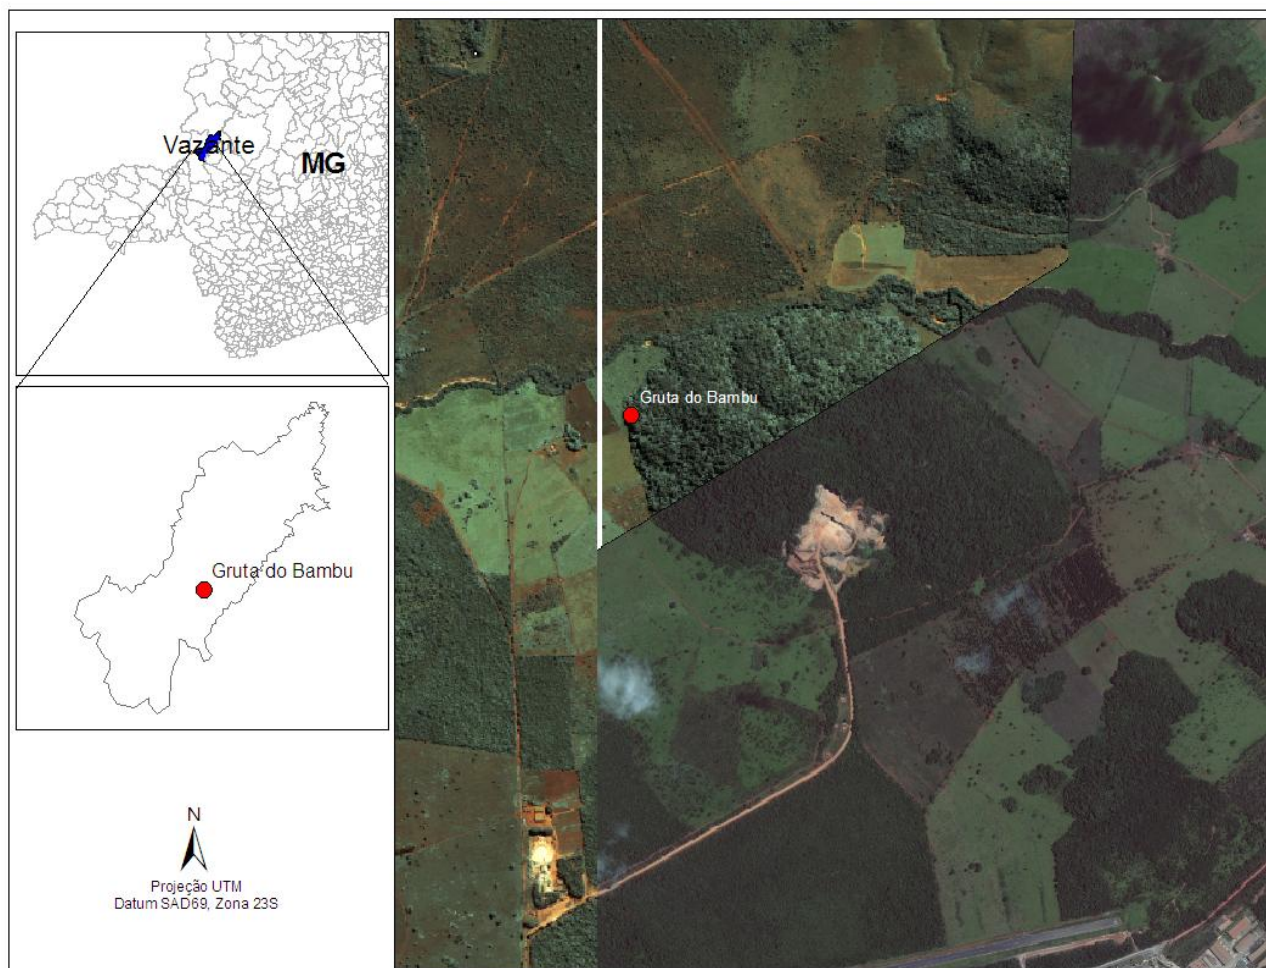 Vazante
MG
Gruta do Bambu
Gruta do Bambu
N
Projeção UTM
Datum SAD69, Zona 23S